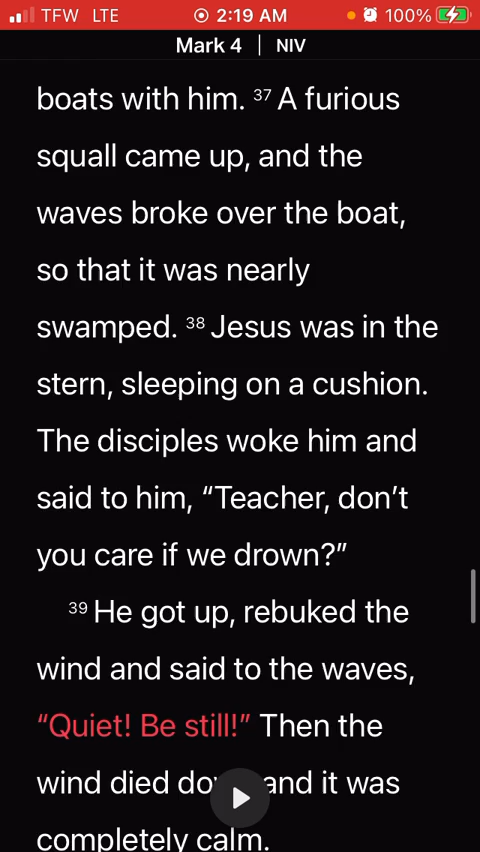 TFW LTE 2:19 AM 100%
Mark 4 | NIV
boats with him. 37 A furious
squall came up, and the
waves broke over the boat,
so that it was nearly
swamped. 38 Jesus was in the
stern, sleeping on a cushion.
The disciples woke him and
said to him, “Teacher, don’t
you care if we drown?”
39 He got up, rebuked the
wind and said to the waves,
“Quiet! Be still!” Then the
wind died and it was
completely calm.